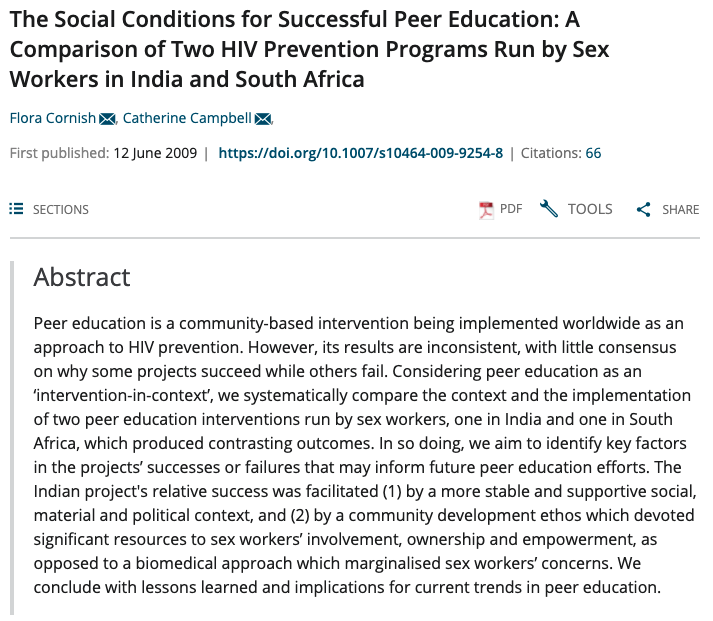 The Social Conditions for Successful Peer Education: A
Comparison of Two HIV Prevention Programs Run by Sex
Workers in India and South Africa
Flora Cornish, Catherine Campbell,
First published: 12 June 2009 | https://doi.org/10.1007/s10464-009-9254-8 | Citations: 66
SECTIONS PDF TOOLS SHARE
Abstract
Peer education is a community-based intervention being implemented worldwide as an
approach to HIV prevention. However, its results are inconsistent, with little consensus
on why some projects succeed while others fail. Considering peer education as an
‘intervention-in-context’, we systematically compare the context and the implementation
of two peer education interventions run by sex workers, one in India and one in South
Africa, which produced contrasting outcomes. In so doing, we aim to identify key factors
in the projects’ successes or failures that may inform future peer education efforts. The
Indian project's relative success was facilitated (1) by a more stable and supportive social,
material and political context, and (2) by a community development ethos which devoted
significant resources to sex workers’ involvement, ownership and empowerment, as
opposed to a biomedical approach which marginalised sex workers’ concerns. We
conclude with lessons learned and implications for current trends in peer education.